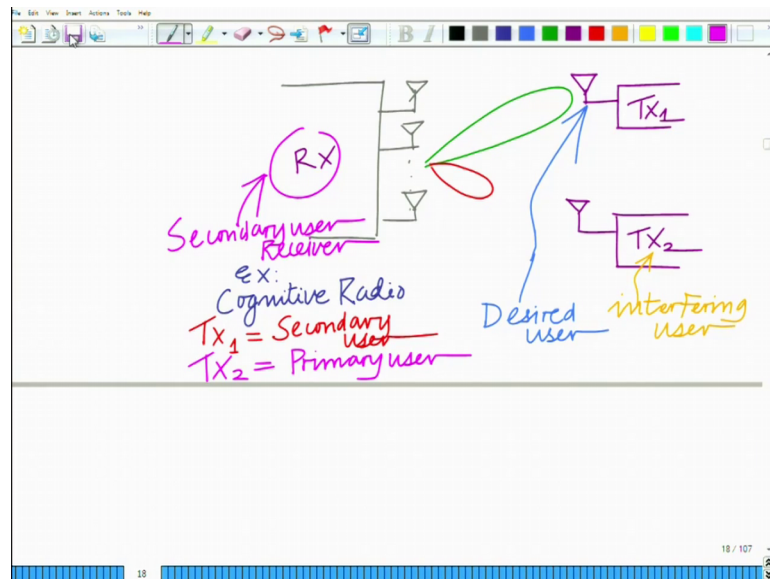 File Edit View Insert Actions Tools Help
B I
TX1
RX
TX2
Secondary user
Receiver
Ex:
Cognitive Radio
Tx1 = Secondary
user
TX2 = Primary user
Desired
user
interfering
user
18 / 107
18